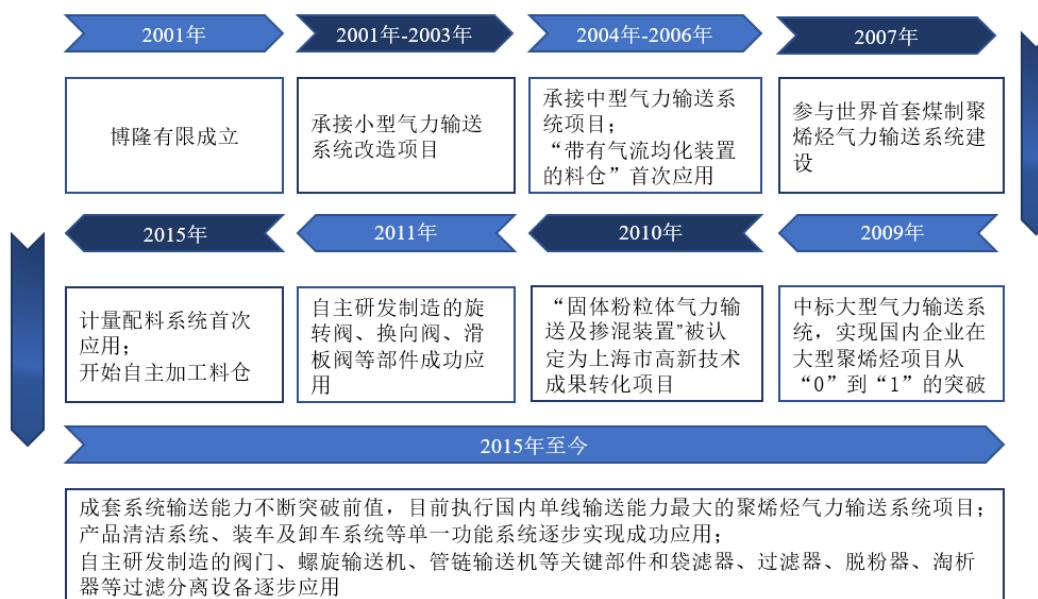 2001年
2001年-2003年
2004年-2006年
2007年
博隆有限成立
承接小型气力输送
系统改造项目
承接中型气力输送系
统项目；
“带有气流均化装置
的料仓”首次应用
参与世界首套煤制聚
烯烃气力输送系统建
设
2009年
2010年
2011年
2015年
中标大型气力输送系
统，实现国内企业在
大型聚烯烃项目从
“0”到“1”的突破
“固体粉粒体气力输
送及掺混装置”被认
定为上海市高新技术
成果转化项目
自主研发制造的旋
转阀、换向阀、滑
板阀等部件成功应
用
计量配料系统首次
应用；
开始自主加工料仓
2015年至今
成套系统输送能力不断突破前值，目前执行国内单线输送能力最大的聚烯烃气力输送系统项目；
产品清洁系统、装车及卸车系统等单一功能系统逐步实现成功应用；
自主研发制造的阀门、螺旋输送机、管链输送机等关键部件和袋滤器、过滤器、脱粉器、淘析
器等过滤分离设备逐步应用